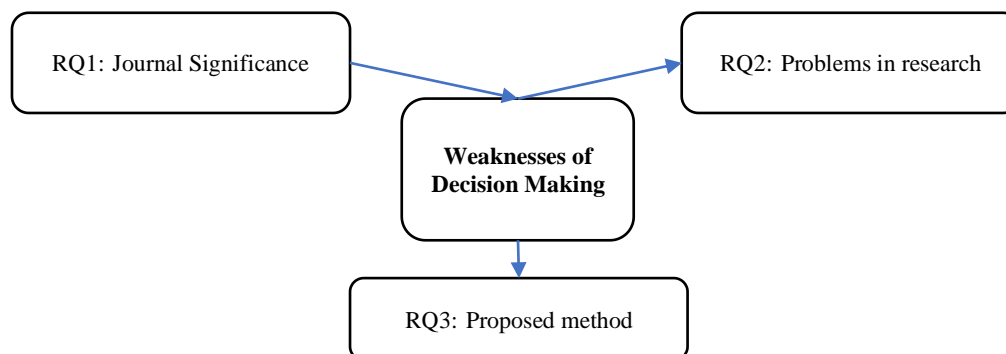 RQ1: Journal Significance
RQ2: Problems in research
Weaknesses of
Decision Making
RQ3: Proposed method